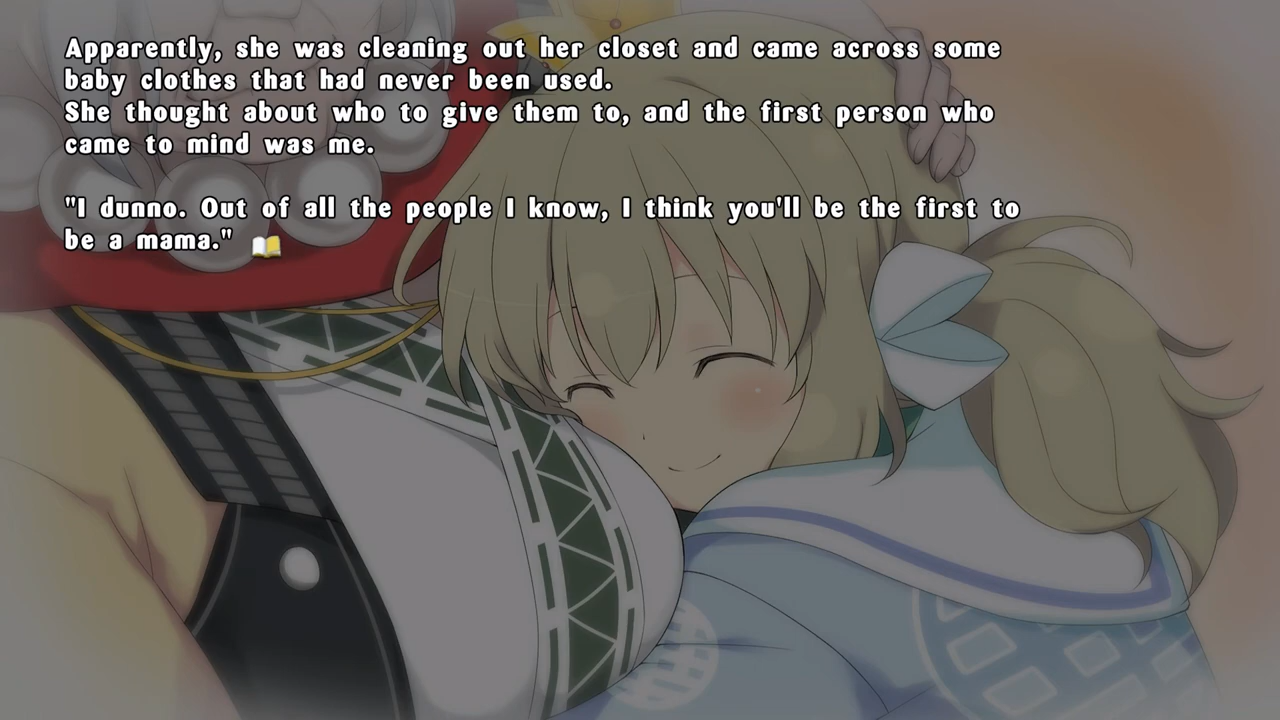 Apparently, she was cleaning out her closet and came across some
baby clothes that had never been used.
She thought about who to give them to, and the first person who
came to mind was me.
"I dunno. Out of all the people I know, I think you'll be the first to
be a mama."